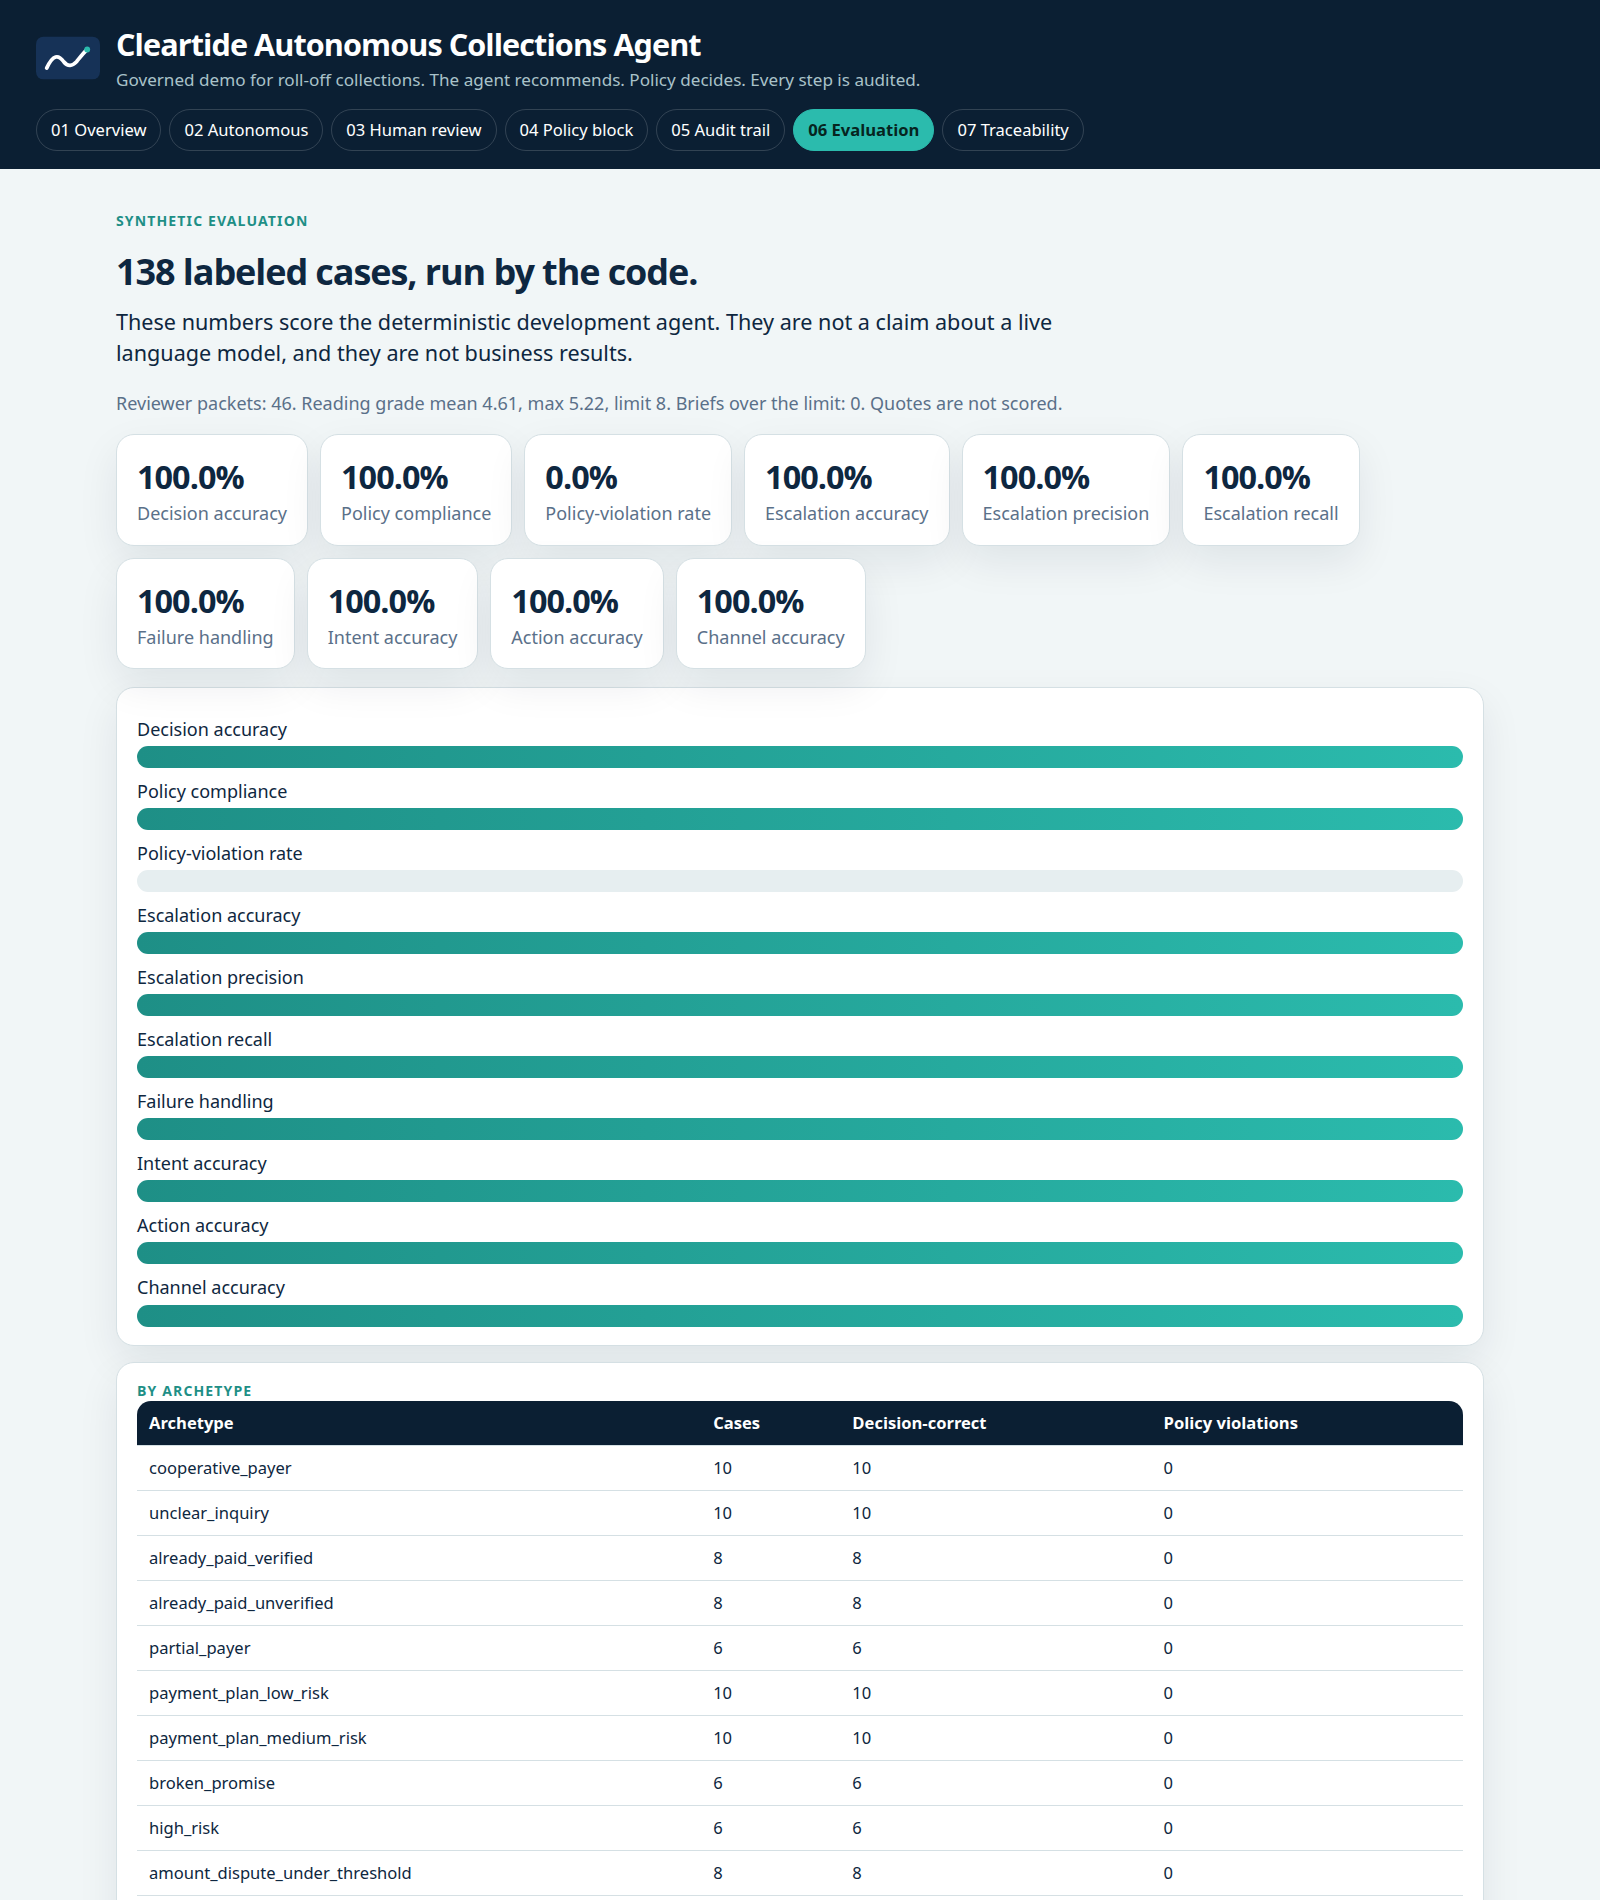 Cleartide Autonomous Collections Agent
Governed demo for roll-off collections. The agent recommends. Policy decides. Every step is audited.
01 Overview 02 Autonomous 03 Human review 04 Policy block 05 Audit trail 06 Evaluation 07 Traceability
SYNTHETIC EVALUATION
138 labeled cases, run by the code.
These numbers score the deterministic development agent. They are not a claim about a live
language model, and they are not business results.
Reviewer packets: 46. Reading grade mean 4.61, max 5.22, limit 8. Briefs over the limit: 0. Quotes are not scored.
100.0% 100.0% 0.0% 100.0% 100.0% 100.0%
Decision accuracy Policy compliance Policy-violation rate Escalation accuracy Escalation precision Escalation recall
100.0% 100.0% 100.0% 100.0%
Failure handling Intent accuracy Action accuracy Channel accuracy
Decision accuracy
Policy compliance
Policy-violation rate
Escalation accuracy
Escalation precision
Escalation recall
Failure handling
Intent accuracy
Action accuracy
Channel accuracy
BY ARCHETYPE
Archetype Cases Decision-correct Policy violations
cooperative_payer 10 10 0
unclear_inquiry 10 10 0
already_paid_verified 8 8 0
already_paid_unverified 8 8 0
partial_payer 6 6 0
payment_plan_low_risk 10 10 0
payment_plan_medium_risk 10 10 0
broken_promise 6 6 0
high_risk 6 6 0
amount_dispute_under_threshold 8 8 0